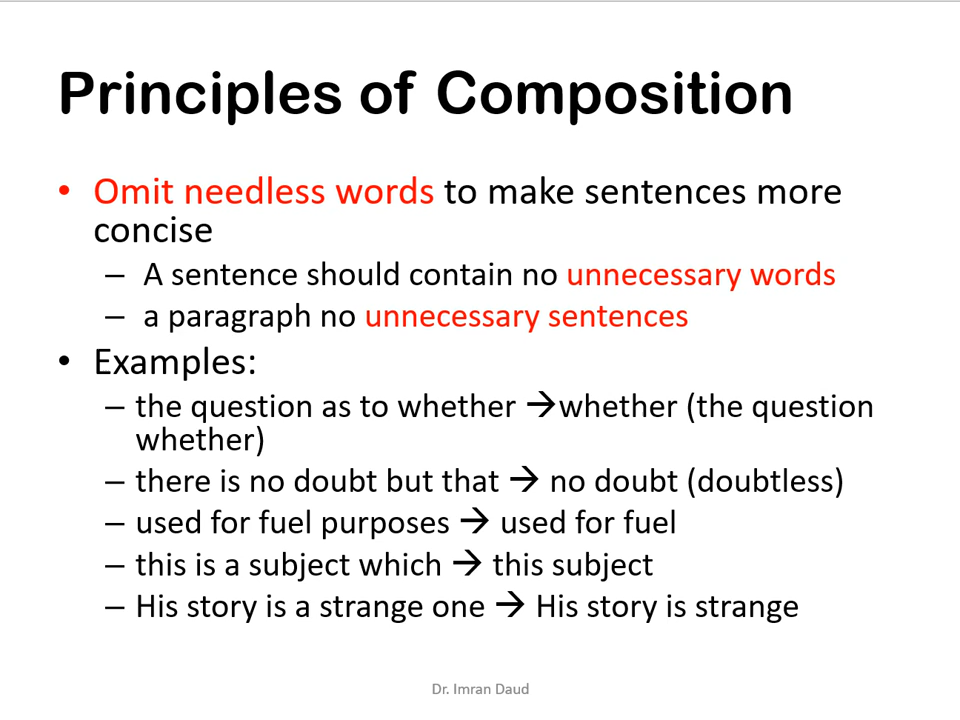 Principles of Composition
• Omit needless words to make sentences more
concise
– A sentence should contain no unnecessary words
– a paragraph no unnecessary sentences
• Examples:
– the question as to whether →whether (the question
whether)
– there is no doubt but that → no doubt (doubtless)
– used for fuel purposes → used for fuel
– this is a subject which → this subject
– His story is a strange one → His story is strange
Dr. Imran Daud